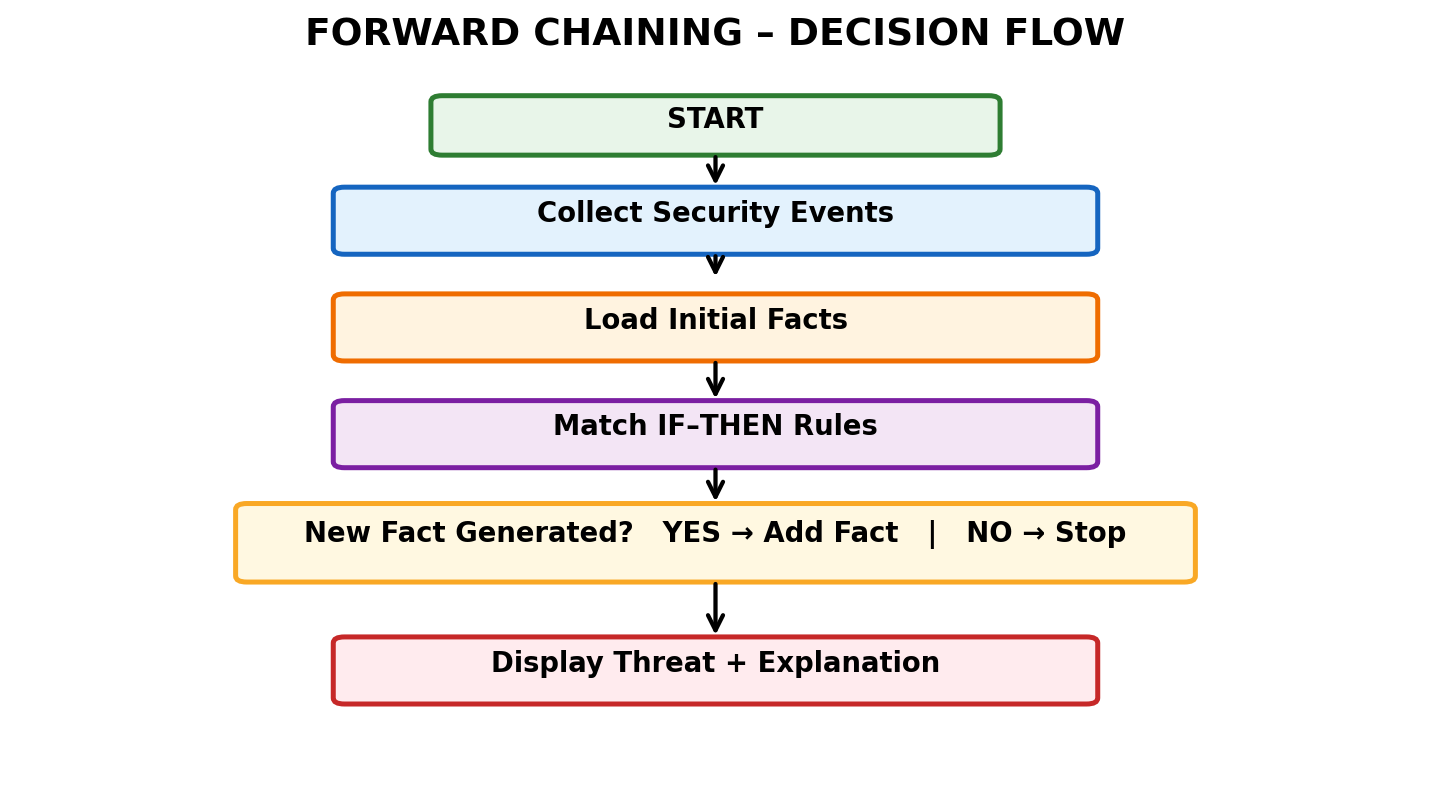 FORWARD CHAINING – DECISION FLOW
START
Collect Security Events
Load Initial Facts
Match IF–THEN Rules
New Fact Generated?   YES → Add Fact   |   NO → Stop
Display Threat + Explanation